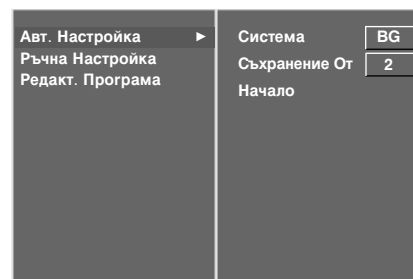 Авт. Настройка ►
Ръчна Настройка
Редакт. Програма
Система BG
Съхранение От 2
Начало